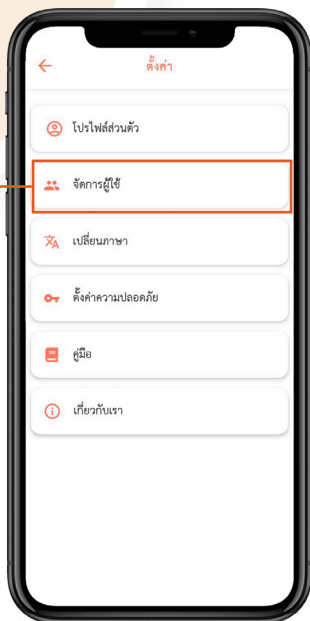 ตั้งค่า
โปรไฟล์ส่วนตัว
จัดการผู้ใช้
เปลี่ยนภาษา
ตั้งค่าความปลอดภัย
คู่มือ
เกี่ยวกับเรา